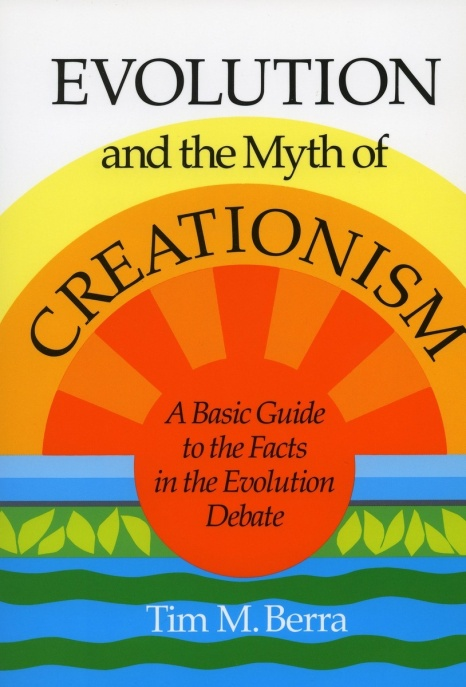 EVOLUTION
and the Myth of
CREATIONISM
A Basic Guide
to the Facts
in the Evolution
Debate
Tim M. Berra